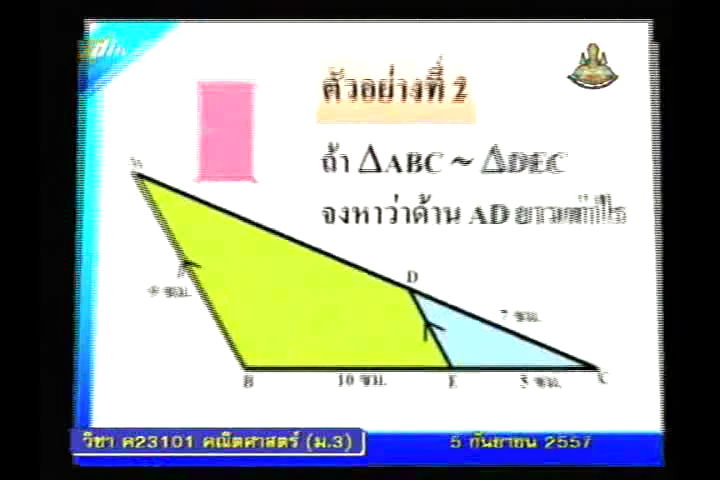 ตัวอย่างที่ 2
ถ้า ΔABC ~ ΔDEC
จงหาว่าด้าน AD ยาวเท่าไร
D
7 ซม.
ซม.
B
10 ซม.
E
5 ซม.
C
วิชา ค23101 คณิตศาสตร์ (ม.3)
5 กันยายน 2557